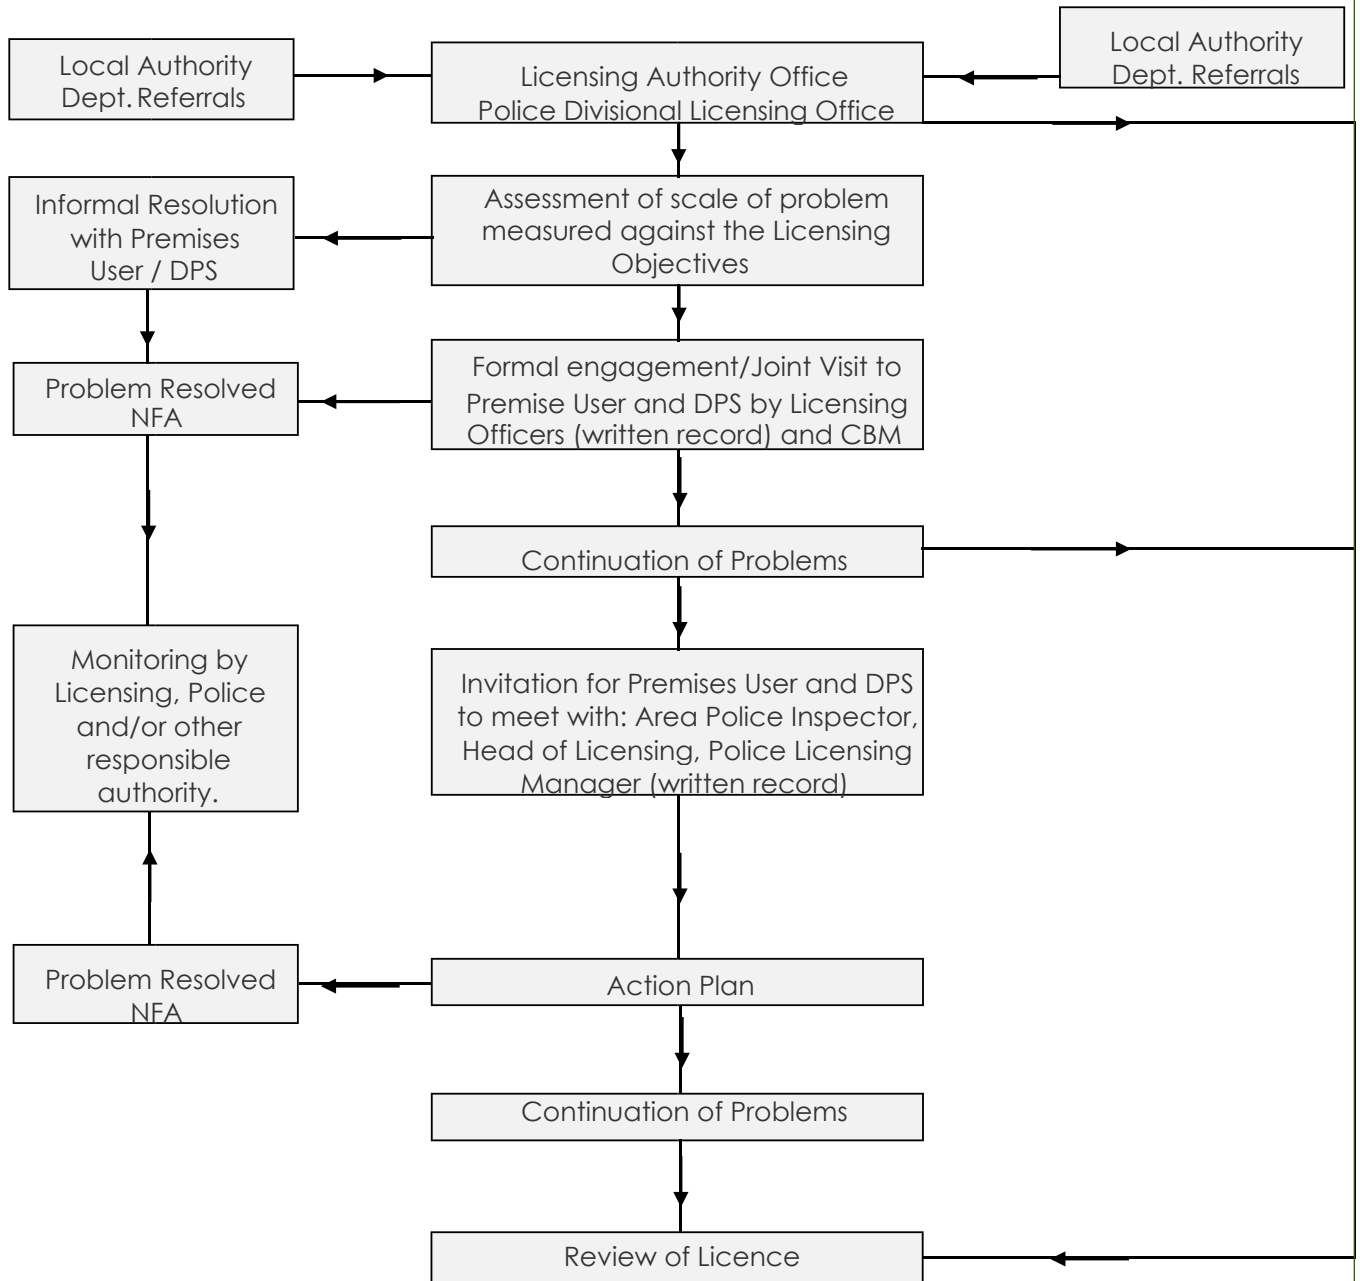 Local Authority
Dept. Referrals
Licensing Authority Office
Police Divisional Licensing Office
Local Authority
Dept. Referrals
Informal Resolution
with Premises
User / DPS
Assessment of scale of problem
measured against the Licensing
Objectives
Problem Resolved
NFA
Formal engagement/Joint Visit to
Premise User and DPS by Licensing
Officers (written record) and CBM
Continuation of Problems
Monitoring by
Licensing, Police
and/or other
responsible
authority.
Invitation for Premises User and DPS
to meet with: Area Police Inspector,
Head of Licensing, Police Licensing
Manager (written record)
Problem Resolved
NFA
Action Plan
Continuation of Problems
Review of Licence